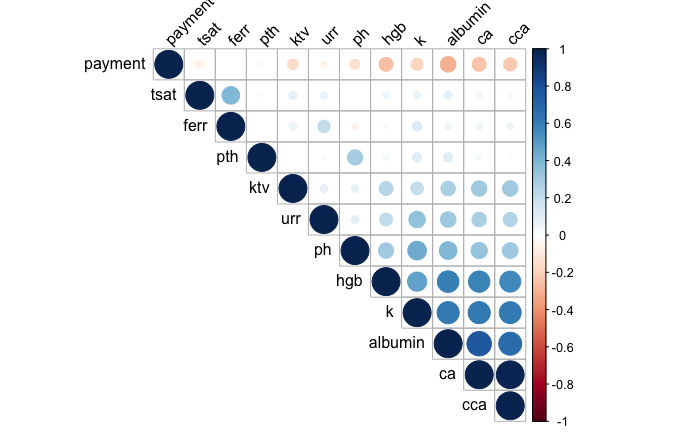 payment
tsat
ferr
pth
ktv
urr
ph
hgb
k
albumin
ca
cca
payment
tsat
ferr
pth
ktv
urr
ph
hgb
k
albumin
ca
cca
1
0.8
0.6
0.4
0.2
0
-0.2
-0.4
-0.6
-0.8
-1